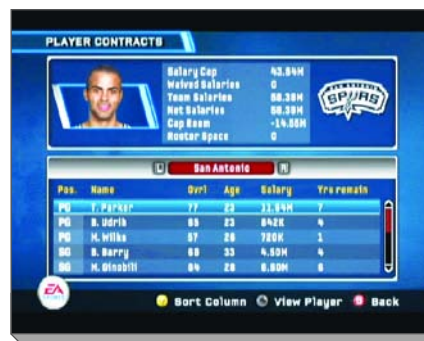 PLAYER CONTRACTS
Salary Cap 43.84M
Waived Salaries 0
Team Salaries 58.38M
Net Salaries 58.38M
Cap Room -14.55M
Roster Space 0
SAN ANTONIO
SPURS
L San Antonio R
Pos. Name Ovrl Age Salary Yrs remain
PG T. Parker 77 23 11.84M 7
PG B. Udrih 65 23 842K 4
PG M. Wilks 57 26 720K 1
SG B. Barry 68 33 4.50M 4
SG M. Ginobili 84 28 6.80M 6
EA
SPORTS
Sort Column View Player B Back